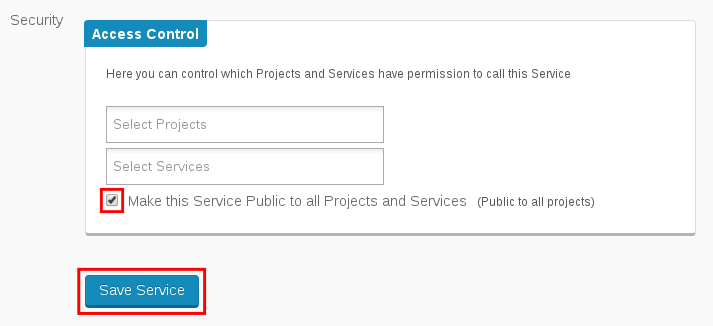 Security
Access Control
Here you can control which Projects and Services have permission to call this Service
Select Projects
Select Services
Make this Service Public to all Projects and Services (Public to all projects)
Save Service